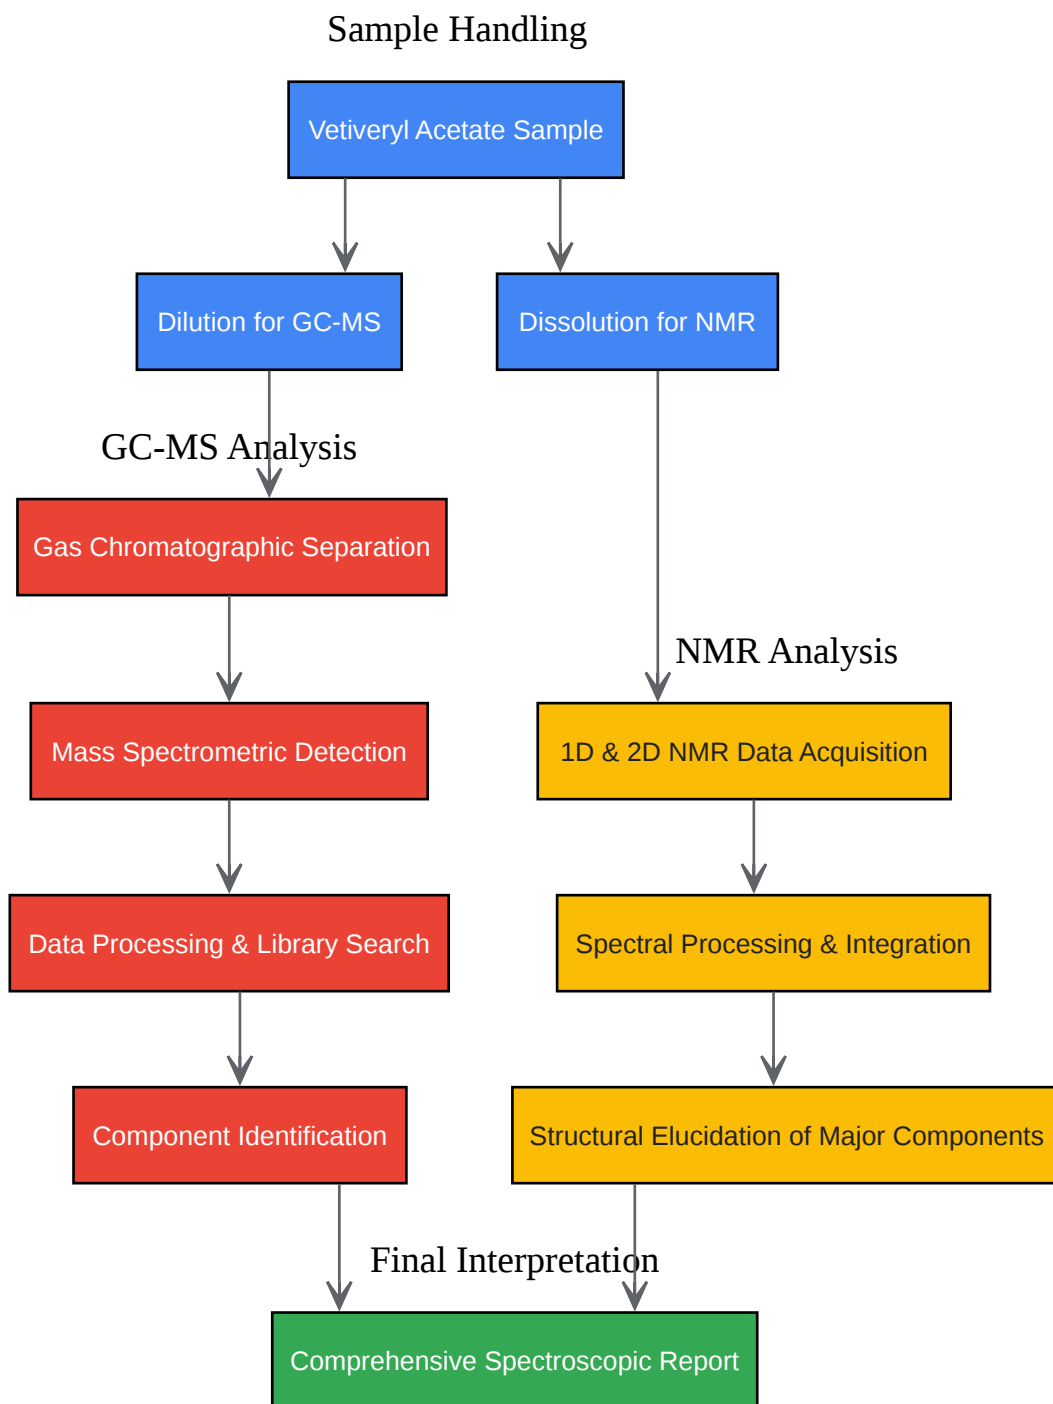 Sample Handling
Vetiveryl Acetate Sample
Dilution for GC-MS
Dissolution for NMR
GC-MS Analysis
Gas Chromatographic Separation
NMR Analysis
Mass Spectrometric Detection
1D & 2D NMR Data Acquisition
Data Processing & Library Search
Spectral Processing & Integration
Component Identification
Structural Elucidation of Major Components
Final Interpretation
Comprehensive Spectroscopic Report